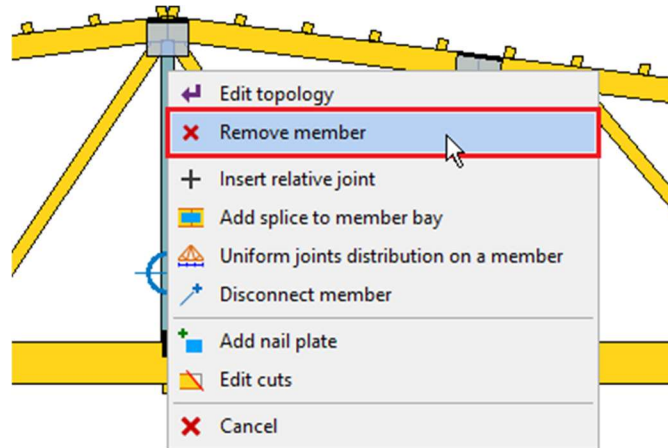 Edit topology
Remove member
Insert relative joint
Add splice to member bay
Uniform joints distribution on a member
Disconnect member
Add nail plate
Edit cuts
Cancel